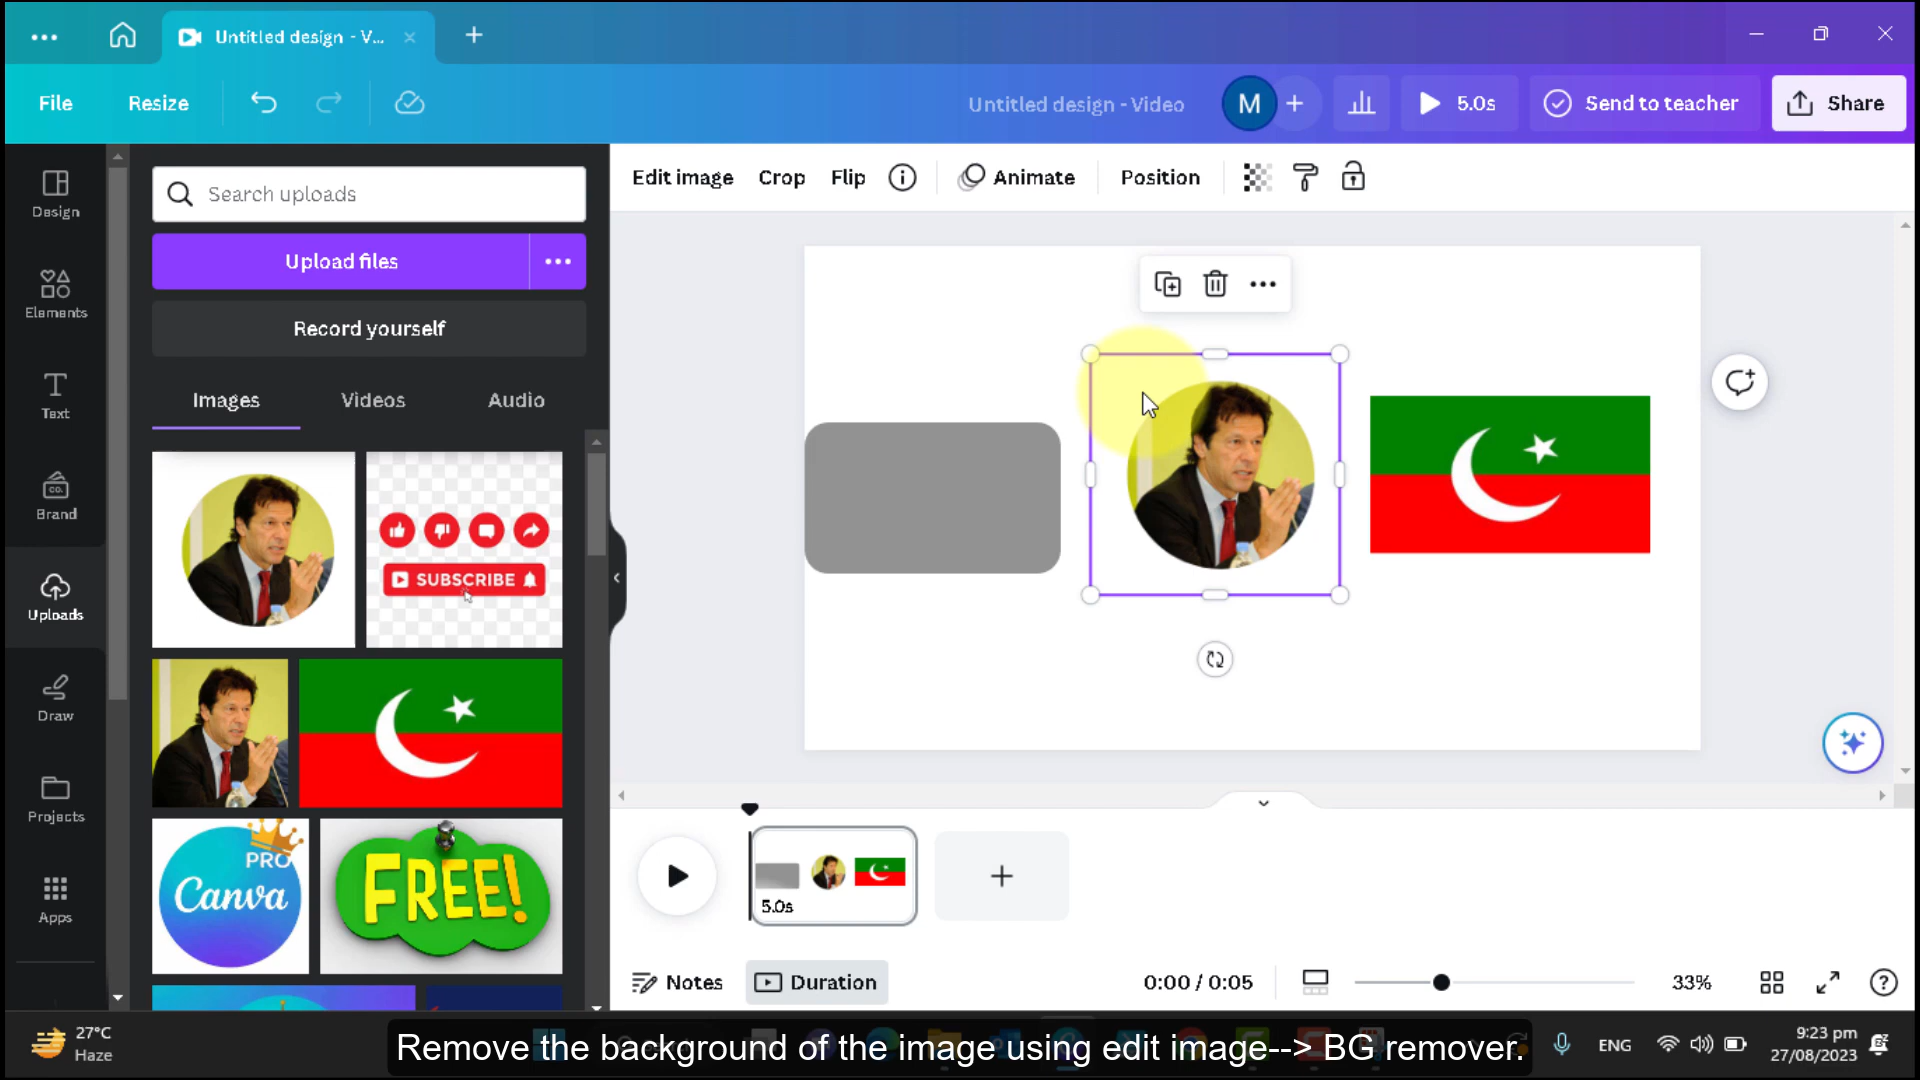 Untitled design - V...
File
Resize
Untitled design - Video
M
5.0s
Send to teacher
Share
Design
Elements
Text
Brand
Uploads
Draw
Projects
Apps
Search uploads
Upload files
Record yourself
Images
Videos
Audio
SUBSCRIBE
PRO
Canva
FREE!
Edit image
Crop
Flip
Animate
Position
5.0s
Notes
Duration
0:00 / 0:05
33%
27°C
Haze
Remove the background of the image using edit image--> BG remover.
ENG
9:23 pm
27/08/2023